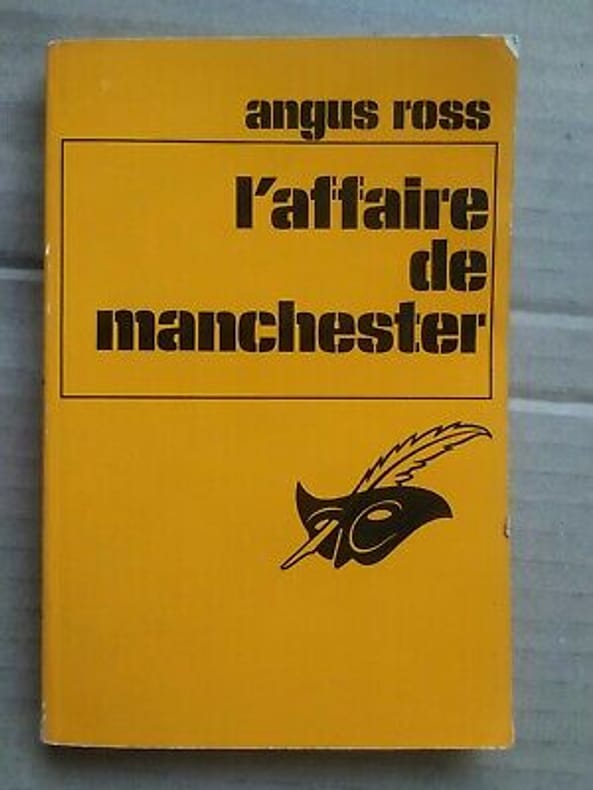 angus ross
l'affaire
de
manchester